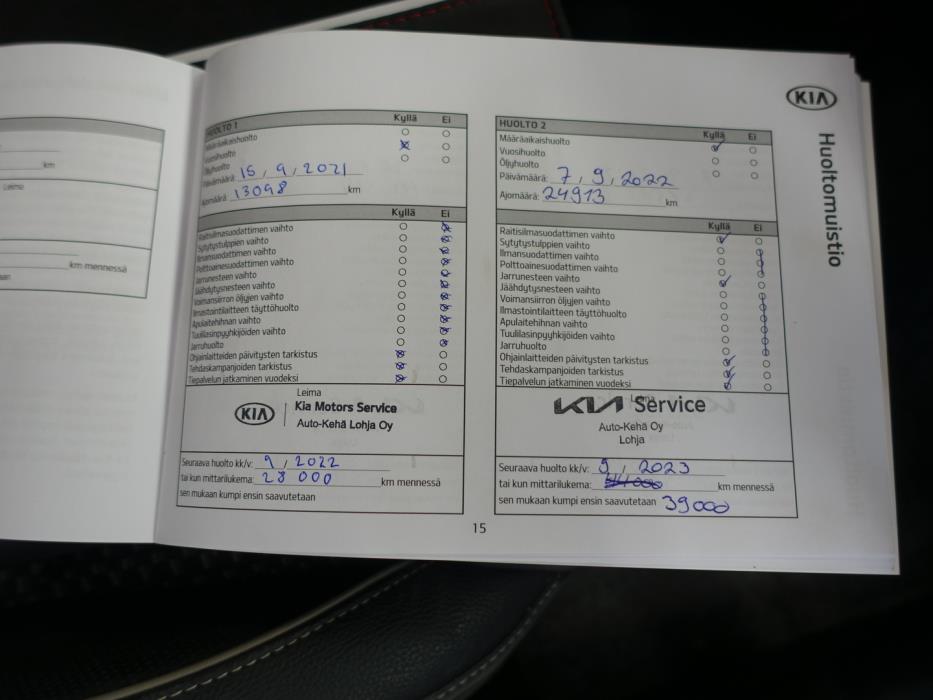 km
Leima
km mennessä
KIA
Huoltomuistio
HUOLTO 1
Kyllä Ei
Määräaikaishuolto
Vuosihuolto
Öljyhuolto
Päivämäärä: 15, 9, 2021
Ajomäärä: 13098 km
Kyllä Ei
Raitisilmasuodattimen vaihto
Sytytystulppien vaihto
Ilmansuodattimen vaihto
Polttoainesuodattimen vaihto
Jarrunesteen vaihto
Jäähdytysnesteen vaihto
Voimansiirron öljyjen vaihto
Ilmastointilaitteen täyttöhuolto
Apulaitehihnan vaihto
Tuulilasinpyyhkijöiden vaihto
Jarruhuolto
Ohjainlaitteiden päivitysten tarkistus
Tehdaskampanjoiden tarkistus
Tiepalvelun jatkaminen vuodeksi
Leima
KIA Kia Motors Service
Auto-Kehä Lohja Oy
Seuraava huolto kk/v: 9, 2022
tai kun mittarilukema: 28 000 km mennessä
sen mukaan kumpi ensin saavutetaan
HUOLTO 2
Kyllä Ei
Määräaikaishuolto
Vuosihuolto
Öljyhuolto
Päivämäärä: 7, 9, 2022
Ajomäärä: 24913 km
Kyllä Ei
Raitisilmasuodattimen vaihto
Sytytystulppien vaihto
Ilmansuodattimen vaihto
Polttoainesuodattimen vaihto
Jarrunesteen vaihto
Jäähdytysnesteen vaihto
Voimansiirron öljyjen vaihto
Ilmastointilaitteen täyttöhuolto
Apulaitehihnan vaihto
Tuulilasinpyyhkijöiden vaihto
Jarruhuolto
Ohjainlaitteiden päivitysten tarkistus
Tehdaskampanjoiden tarkistus
Tiepalvelun jatkaminen vuodeksi
Leima
KIA Service
Auto-Kehä Oy
Lohja
Seuraava huolto kk/v: 9, 2023
tai kun mittarilukema: km mennessä
sen mukaan kumpi ensin saavutetaan 39000
15